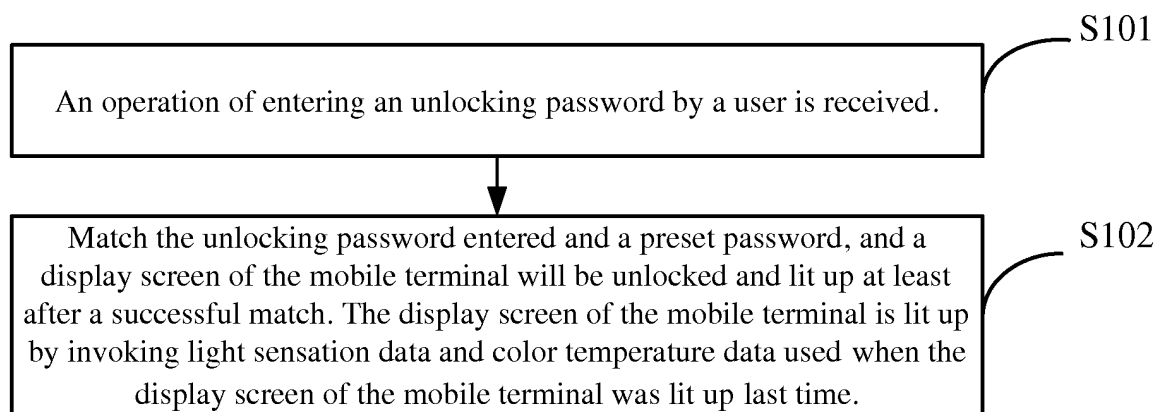 S101
An operation of entering an unlocking password by a user is received.
S102
Match the unlocking password entered and a preset password, and a
display screen of the mobile terminal will be unlocked and lit up at least
after a successful match. The display screen of the mobile terminal is lit up
by invoking light sensation data and color temperature data used when the
display screen of the mobile terminal was lit up last time.